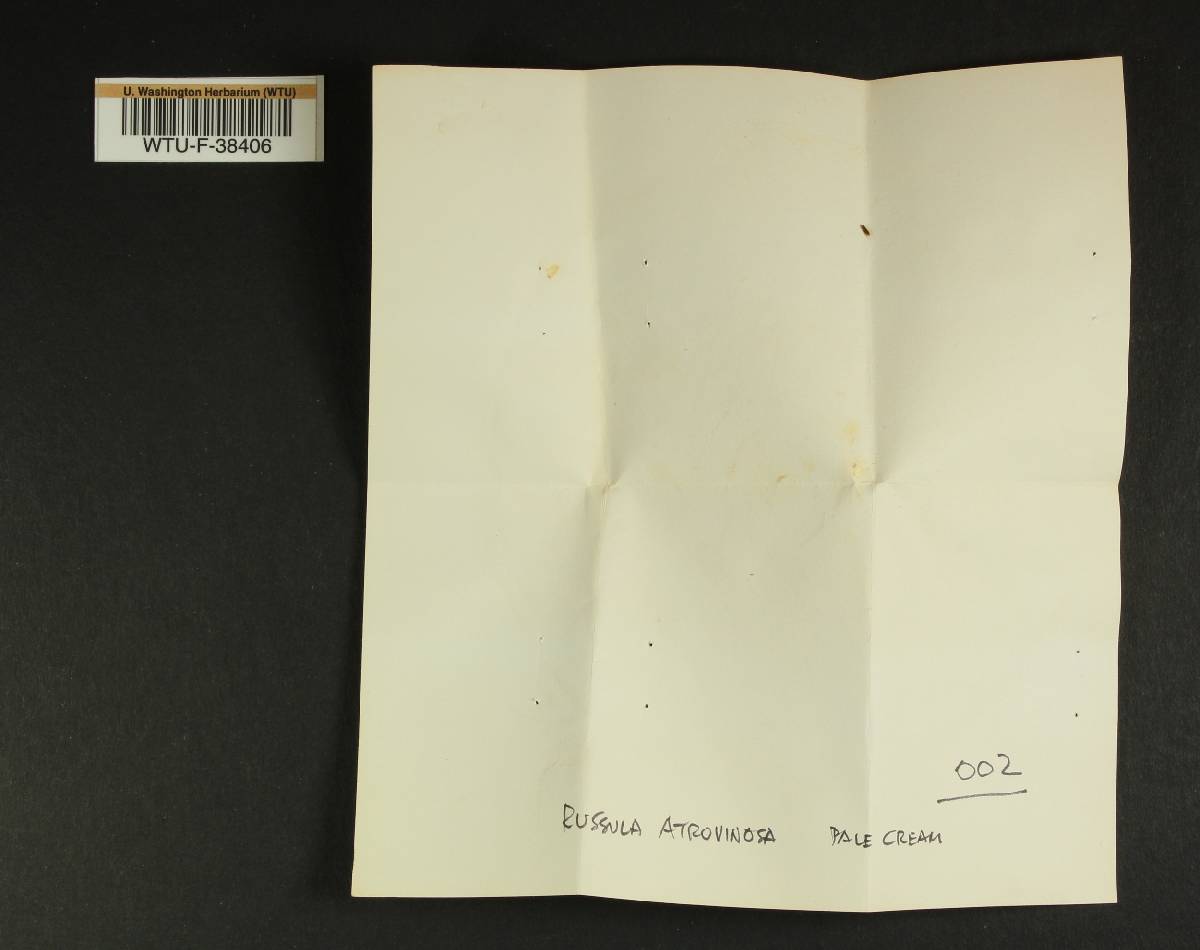 U. Washington Herbarium (WTU)
WTU-F-38406
002
RUSSULA ATROVINOSA PALE CREAM